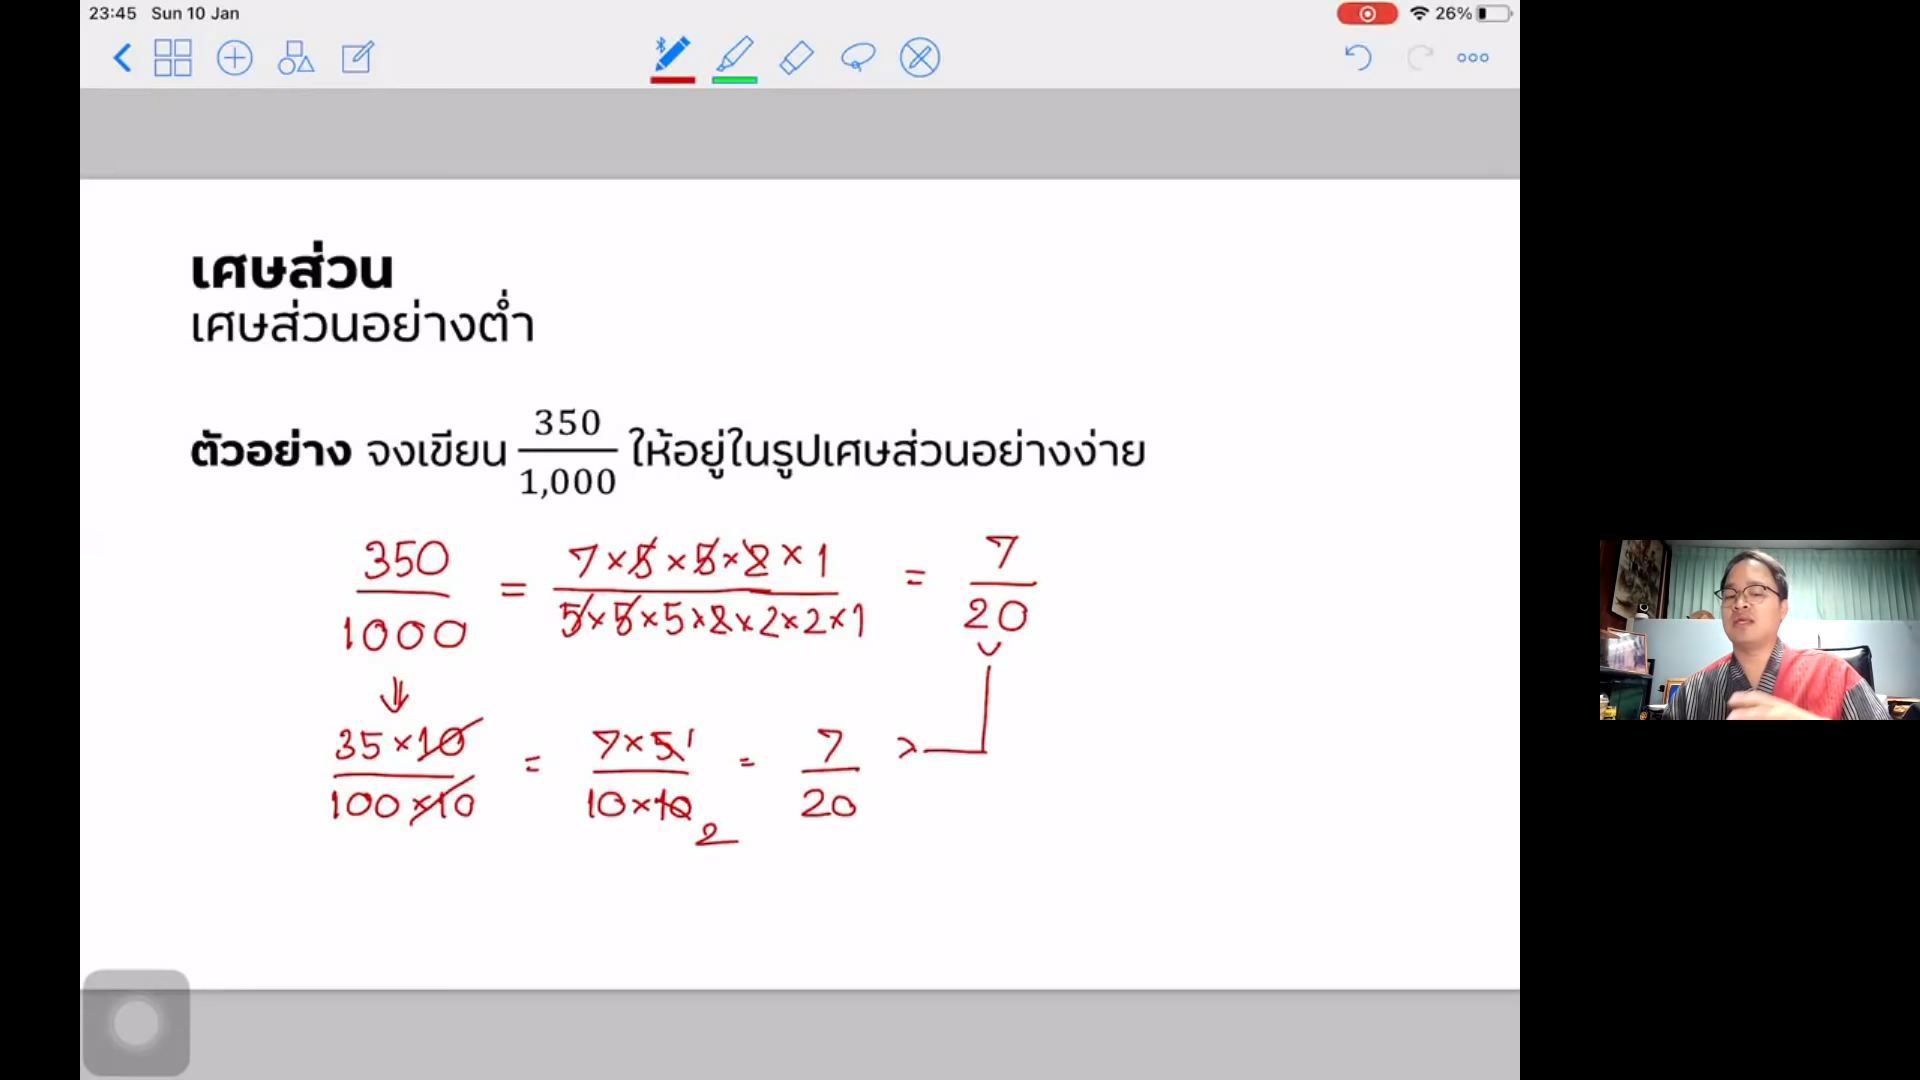 23:45 Sun 10 Jan 26%
เศษส่วน
เศษส่วนอย่างต่ำ
ตัวอย่าง จงเขียน 350/1,000 ให้อยู่ในรูปเศษส่วนอย่างง่าย
350/1000 = 7×5×5×2×1/5×5×5×2×2×2×1 = 7/20
35×10/100×10 = 7×5 1/10×10 2 = 7/20